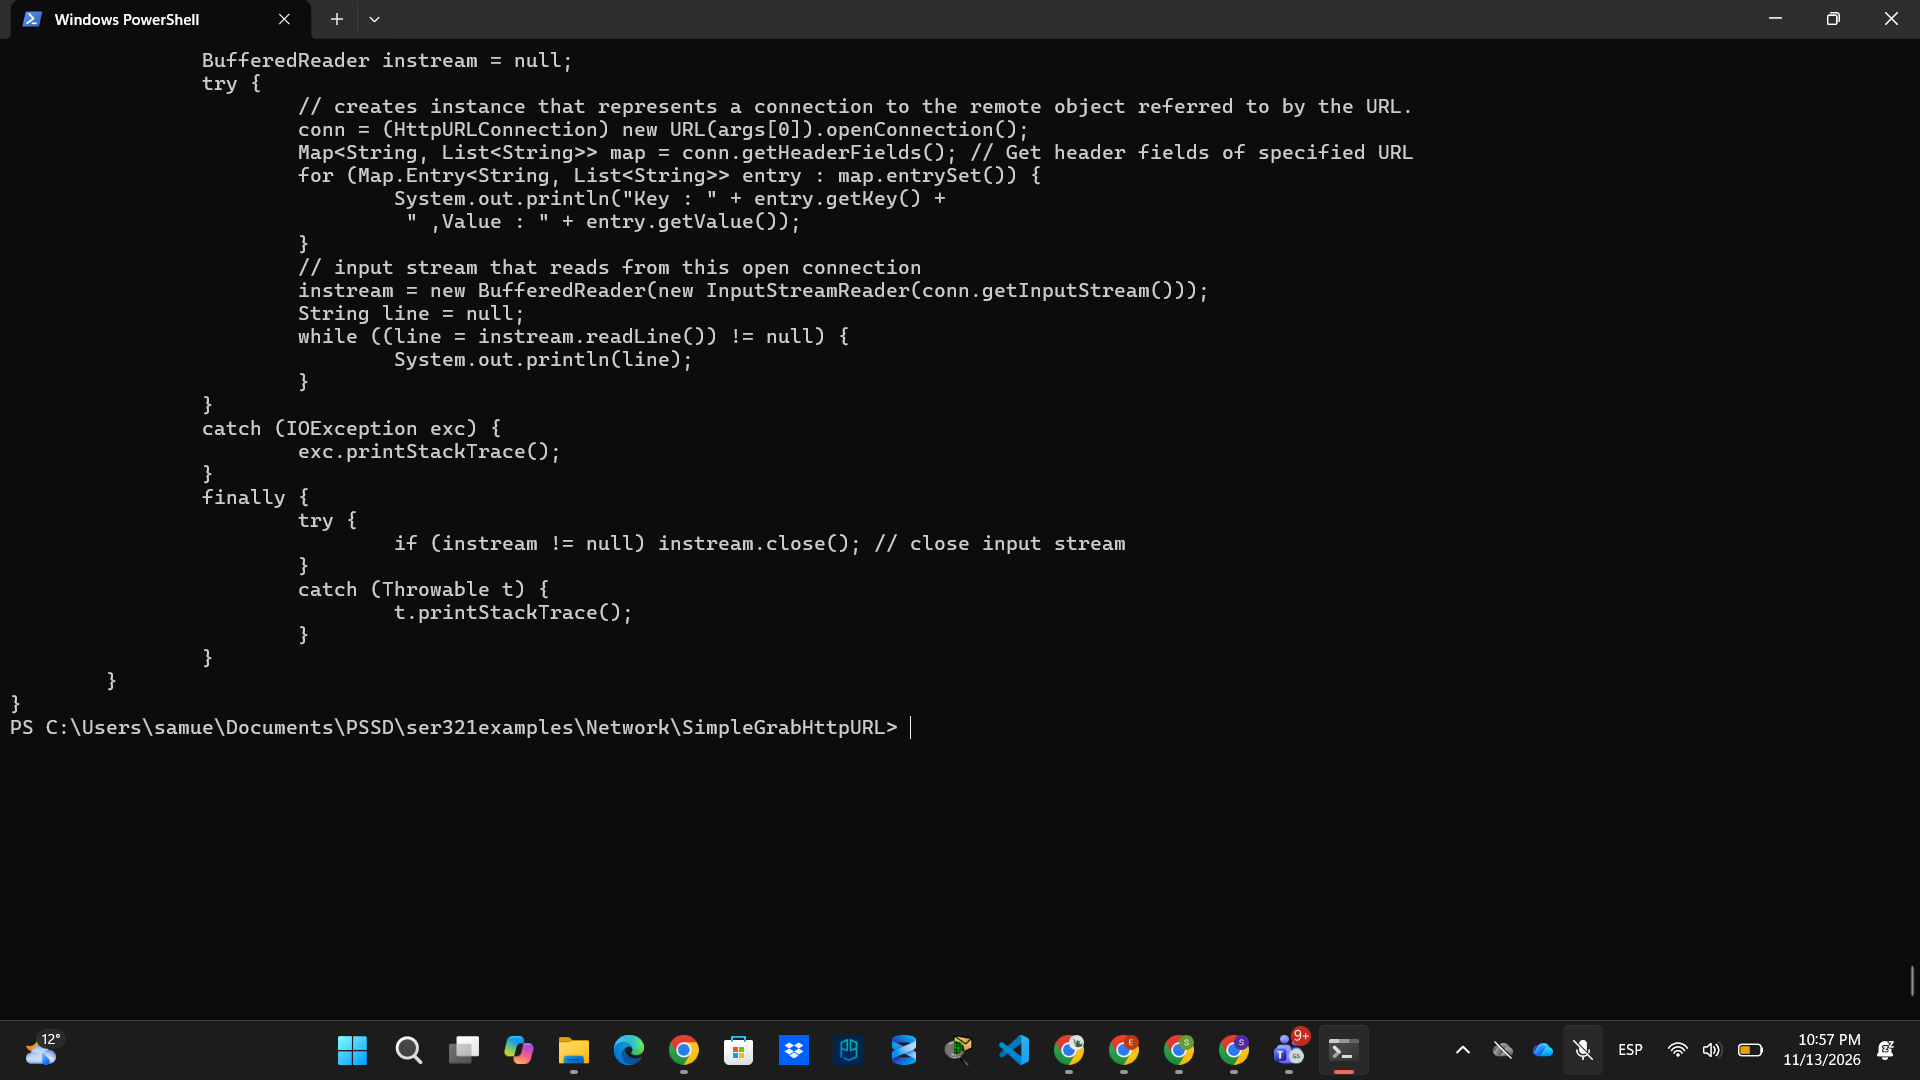 Windows PowerShell
                BufferedReader instream = null;
                try {
                        // creates instance that represents a connection to the remote object referred to by the URL.
                        conn = (HttpURLConnection) new URL(args[0]).openConnection();
                        Map<String, List<String>> map = conn.getHeaderFields(); // Get header fields of specified URL
                        for (Map.Entry<String, List<String>> entry : map.entrySet()) {
                                System.out.println("Key : " + entry.getKey() +
                                 " ,Value : " + entry.getValue());
                        }
                        // input stream that reads from this open connection
                        instream = new BufferedReader(new InputStreamReader(conn.getInputStream()));
                        String line = null;
                        while ((line = instream.readLine()) != null) {
                                System.out.println(line);
                        }
                }
                catch (IOException exc) {
                        exc.printStackTrace();
                }
                finally {
                        try {
                                if (instream != null) instream.close(); // close input stream
                        }
                        catch (Throwable t) {
                                t.printStackTrace();
                        }
                }
        }
}
PS C:\Users\samue\Documents\PSSD\ser321examples\Network\SimpleGrabHttpURL>
12°
9+
ESP
10:57 PM
11/13/2026